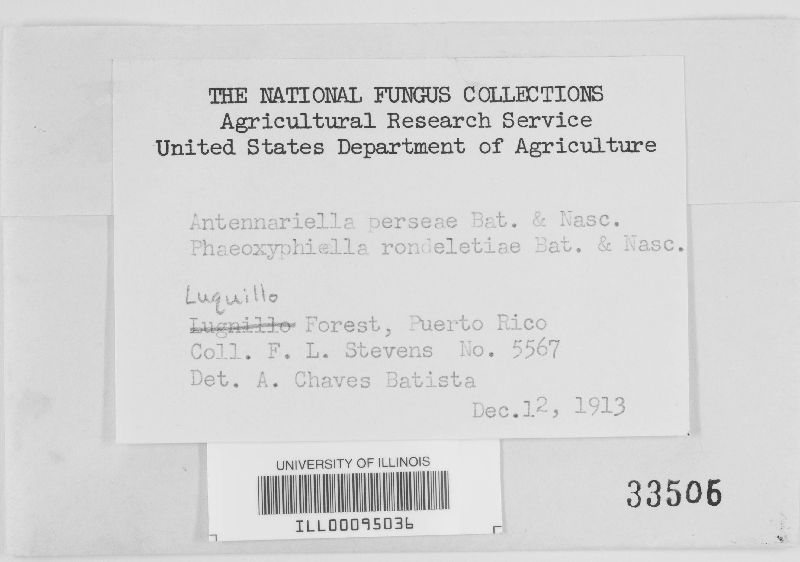 THE NATIONAL FUNGUS COLLECTIONS
Agricultural Research Service
United States Department of Agriculture
Antennariella perseae Bat. & Nasc.
Phaeoxyphiella rondeletiae Bat. & Nasc.
Luquillo
Lugnillo Forest, Puerto Rico
Coll. F. L. Stevens No. 5567
Det. A. Chaves Batista
Dec.12, 1913
UNIVERSITY OF ILLINOIS
ILL00095036
33506